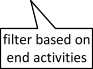 filter based on
end activities